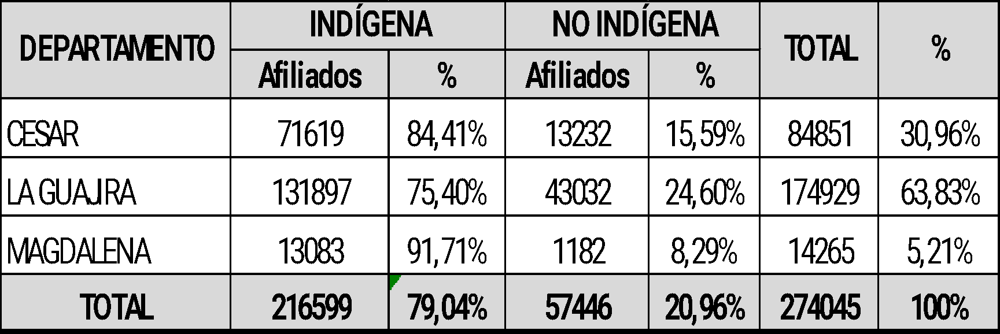 DEPARTAMENTO INDÍGENA NO INDÍGENA TOTAL %
Afiliados % Afiliados %
CESAR 71619 84,41% 13232 15,59% 84851 30,96%
LA GUAJIRA 131897 75,40% 43032 24,60% 174929 63,83%
MAGDALENA 13083 91,71% 1182 8,29% 14265 5,21%
TOTAL 216599 79,04% 57446 20,96% 274045 100%